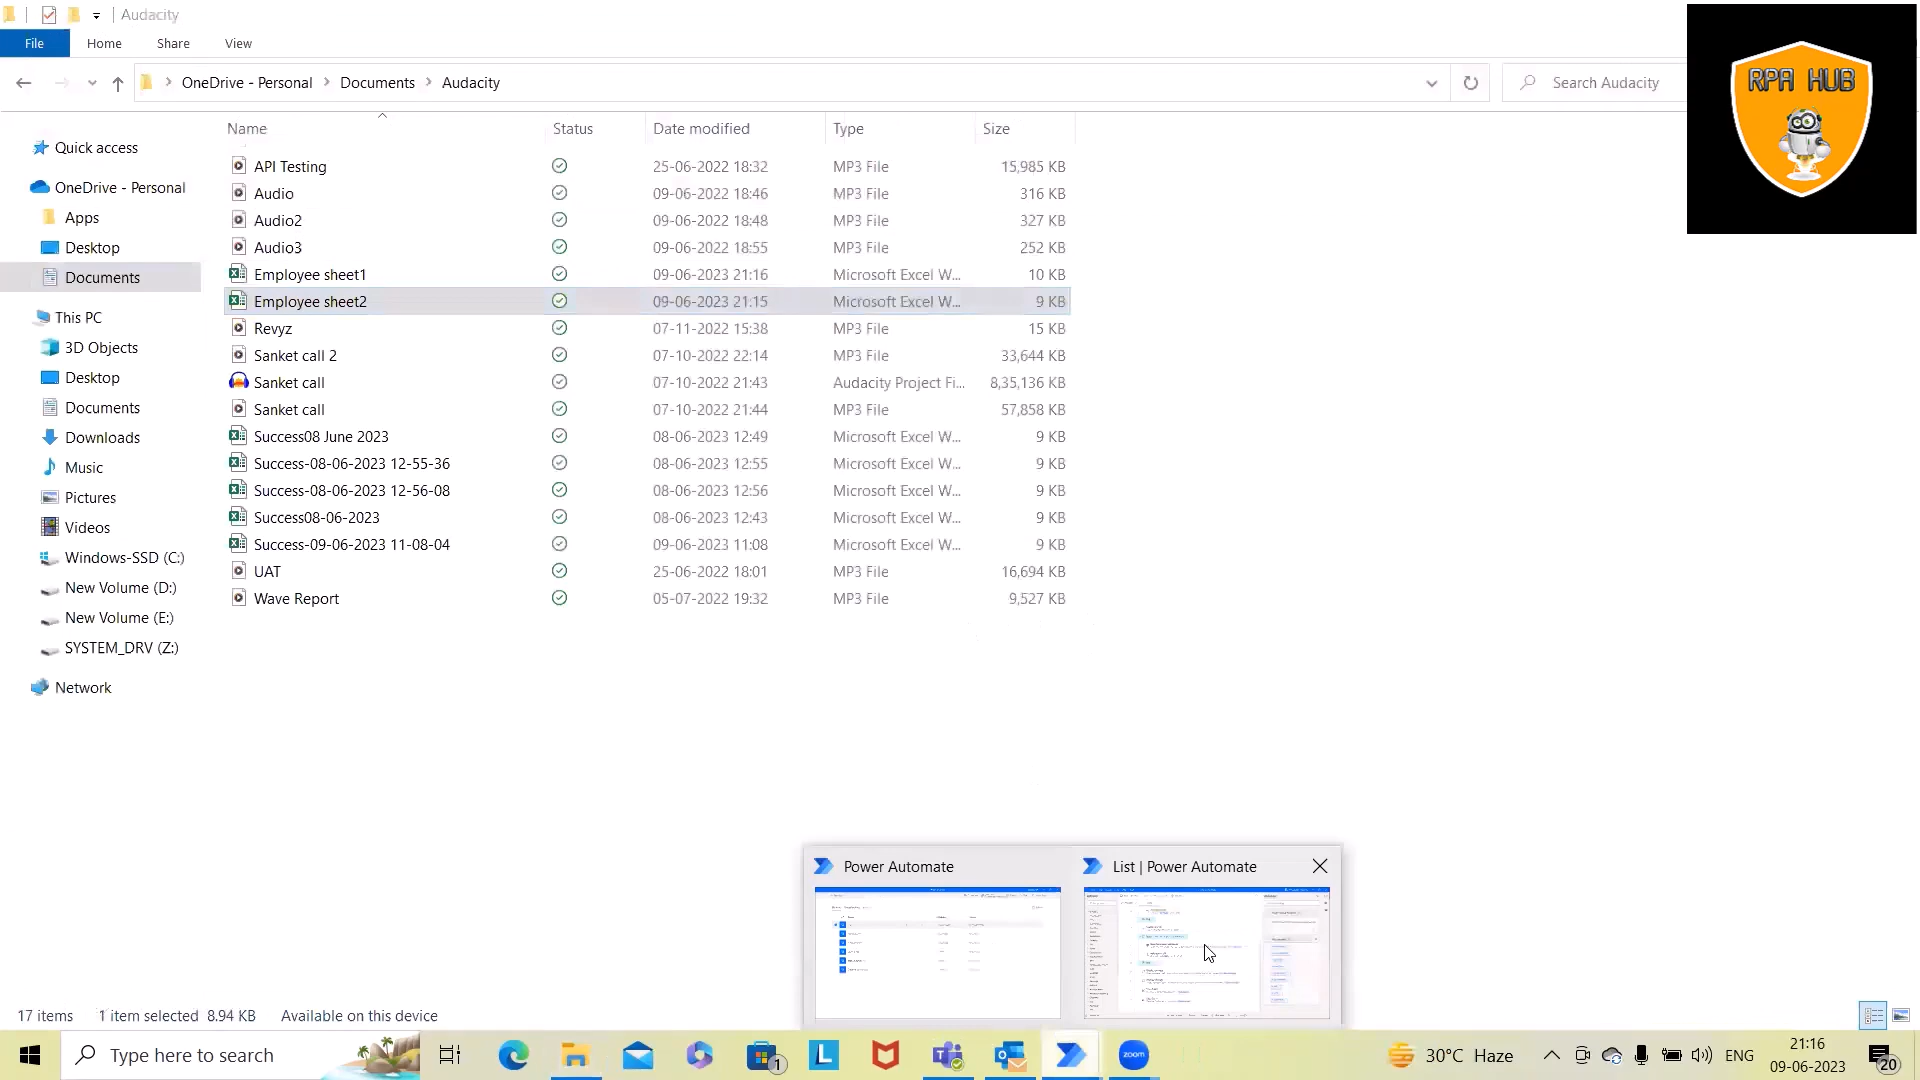 Audacity
File Home Share View
OneDrive - Personal Documents Audacity
Search Audacity
RPA HUB
Name Status Date modified Type Size
API Testing 25-06-2022 18:32 MP3 File 15,985 KB
Audio 09-06-2022 18:46 MP3 File 316 KB
Audio2 09-06-2022 18:48 MP3 File 327 KB
Audio3 09-06-2022 18:55 MP3 File 252 KB
Employee sheet1 09-06-2023 21:16 Microsoft Excel W... 10 KB
Employee sheet2 09-06-2023 21:15 Microsoft Excel W... 9 KB
Revyz 07-11-2022 15:38 MP3 File 15 KB
Sanket call 2 07-10-2022 22:14 MP3 File 33,644 KB
Sanket call 07-10-2022 21:43 Audacity Project Fi... 8,35,136 KB
Sanket call 07-10-2022 21:44 MP3 File 57,858 KB
Success08 June 2023 08-06-2023 12:49 Microsoft Excel W... 9 KB
Success-08-06-2023 12-55-36 08-06-2023 12:55 Microsoft Excel W... 9 KB
Success-08-06-2023 12-56-08 08-06-2023 12:56 Microsoft Excel W... 9 KB
Success08-06-2023 08-06-2023 12:43 Microsoft Excel W... 9 KB
Success-09-06-2023 11-08-04 09-06-2023 11:08 Microsoft Excel W... 9 KB
UAT 25-06-2022 18:01 MP3 File 16,694 KB
Wave Report 05-07-2022 19:32 MP3 File 9,527 KB
Quick access
OneDrive - Personal
Apps
Desktop
Documents
This PC
3D Objects
Desktop
Documents
Downloads
Music
Pictures
Videos
Windows-SSD (C:)
New Volume (D:)
New Volume (E:)
SYSTEM_DRV (Z:)
Network
Power Automate
List | Power Automate
17 items 1 item selected 8.94 KB Available on this device
Type here to search
1
L
zoom
30°C Haze
ENG
21:16
09-06-2023
20